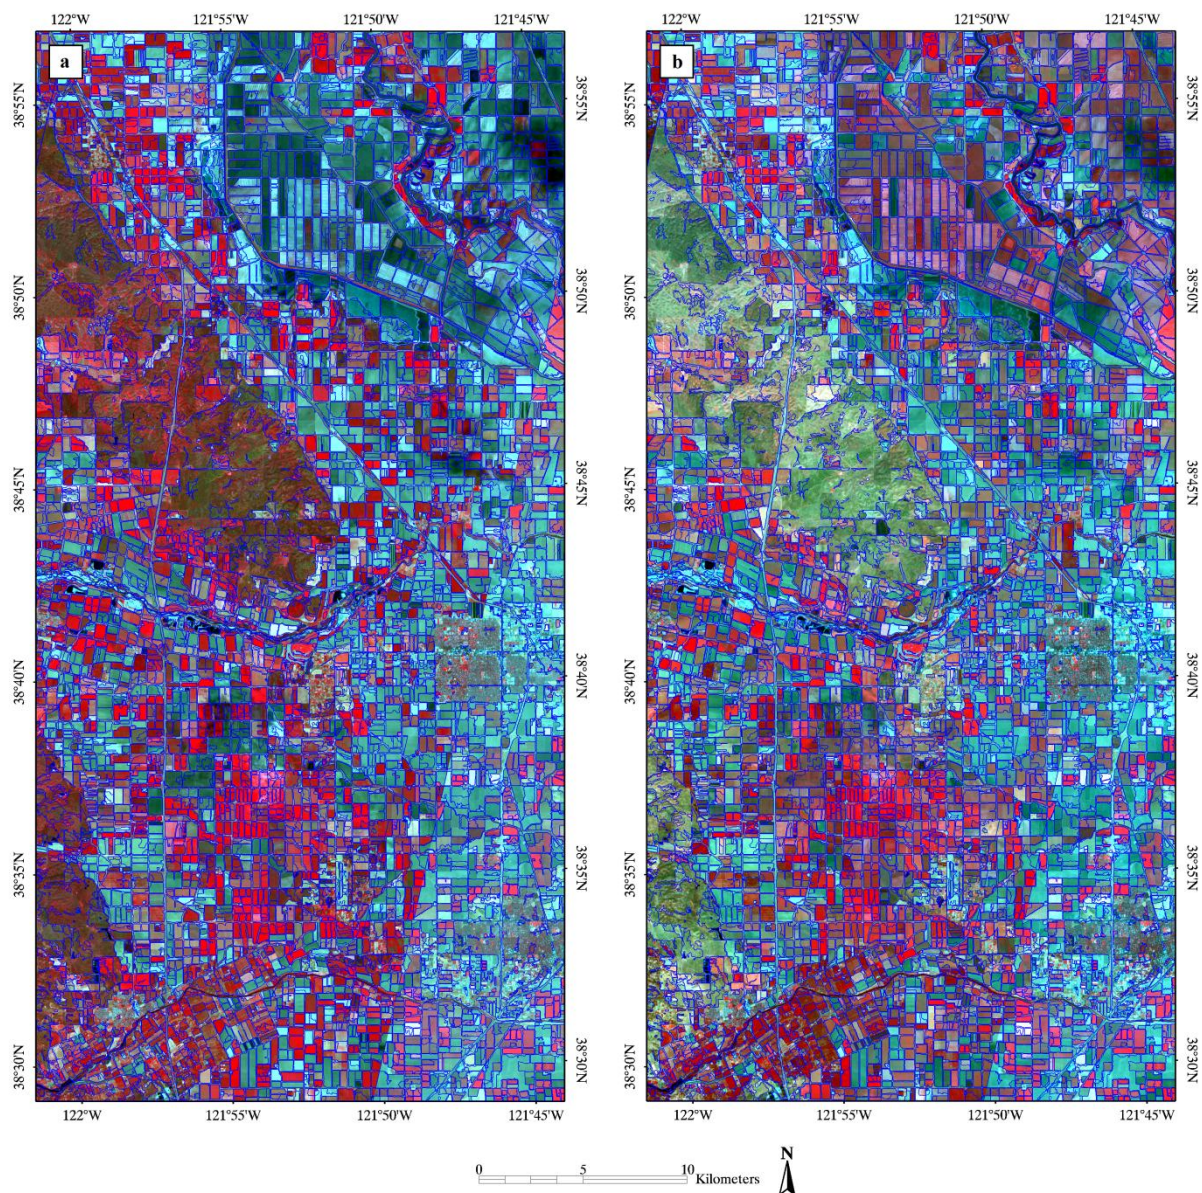 122°W 121°55'W 121°50'W 121°45'W 122°W 121°55'W 121°50'W 121°45'W
a b
38°55'N 38°55'N 38°55'N 38°55'N
38°50'N 38°50'N 38°50'N 38°50'N
38°45'N 38°45'N 38°45'N 38°45'N
38°40'N 38°40'N 38°40'N 38°40'N
38°35'N 38°35'N 38°35'N 38°35'N
38°30'N 38°30'N 38°30'N 38°30'N
122°W 121°55'W 121°50'W 121°45'W 122°W 121°55'W 121°50'W 121°45'W
N
0 5 10
Kilometers